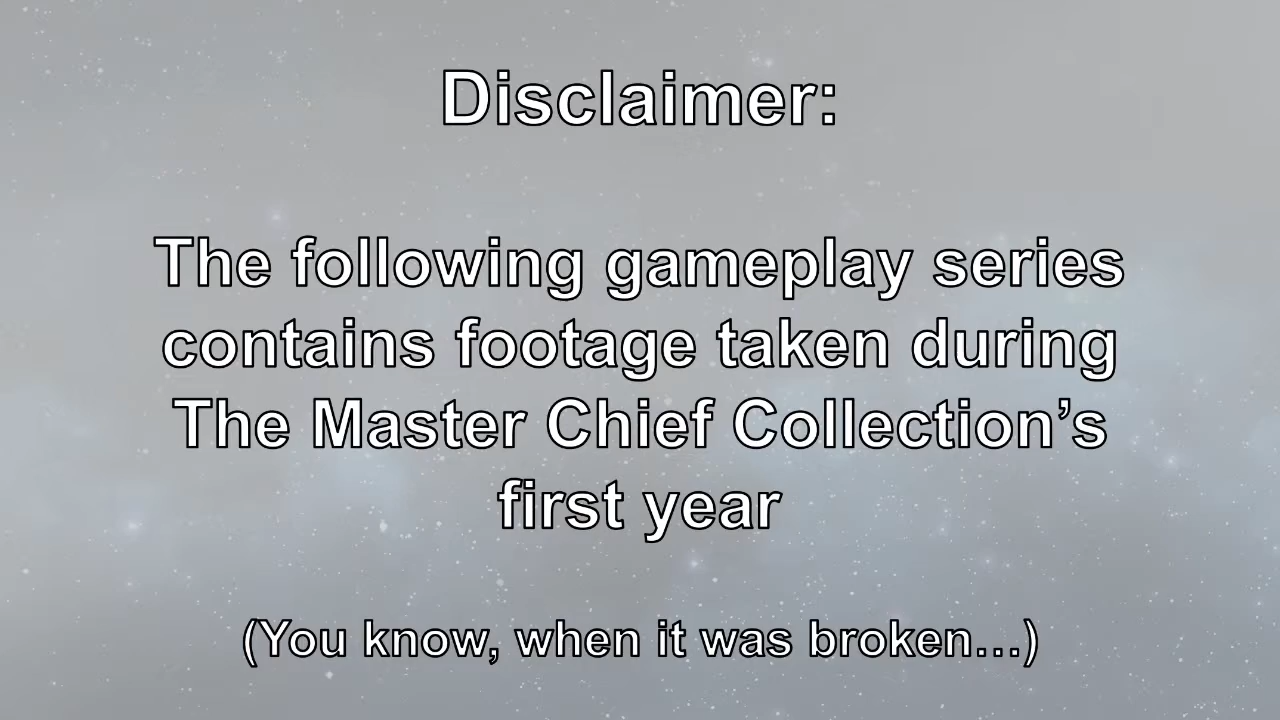 Disclaimer:
The following gameplay series
contains footage taken during
The Master Chief Collection’s
first year
(You know, when it was broken...)